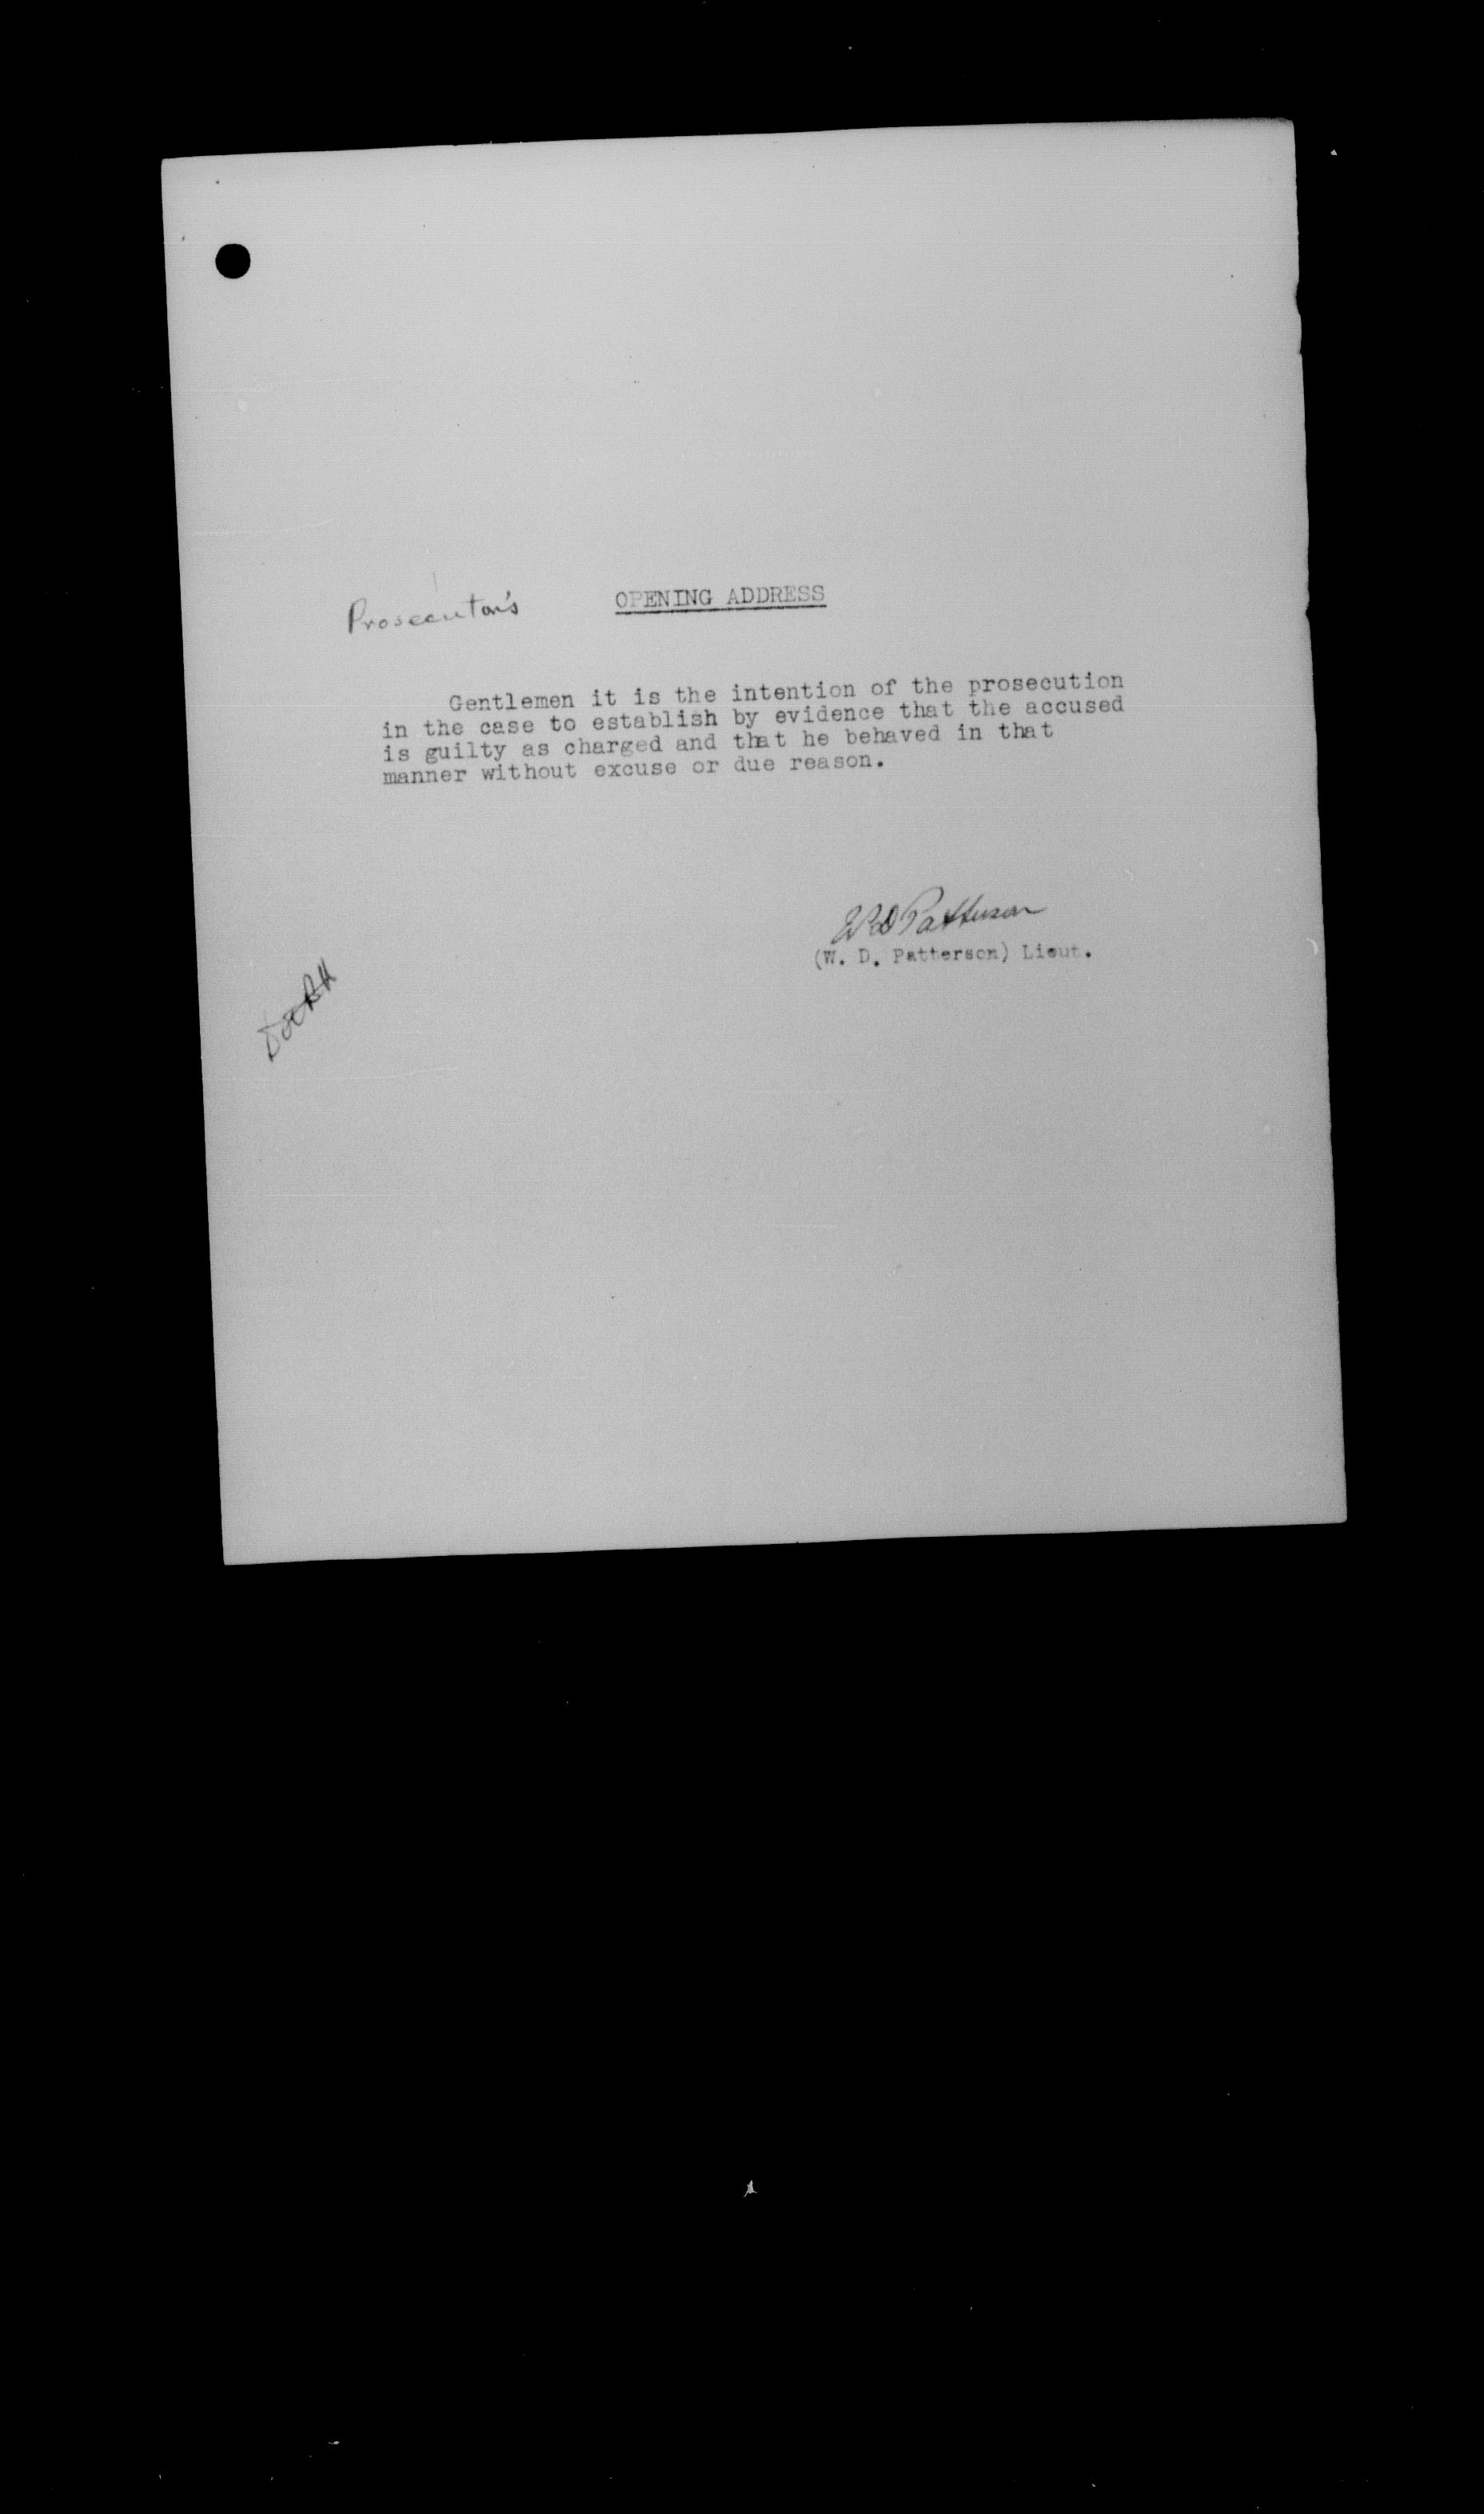 Prosecutor's OPENING ADDRESS
Gentlemen it is the intention of the prosecution
in the case to establish by evidence that the accused
is guilty as charged and that he behaved in that
manner without excuse or due reason.
WD Patterson
(W. D. Patterson) Lieut.